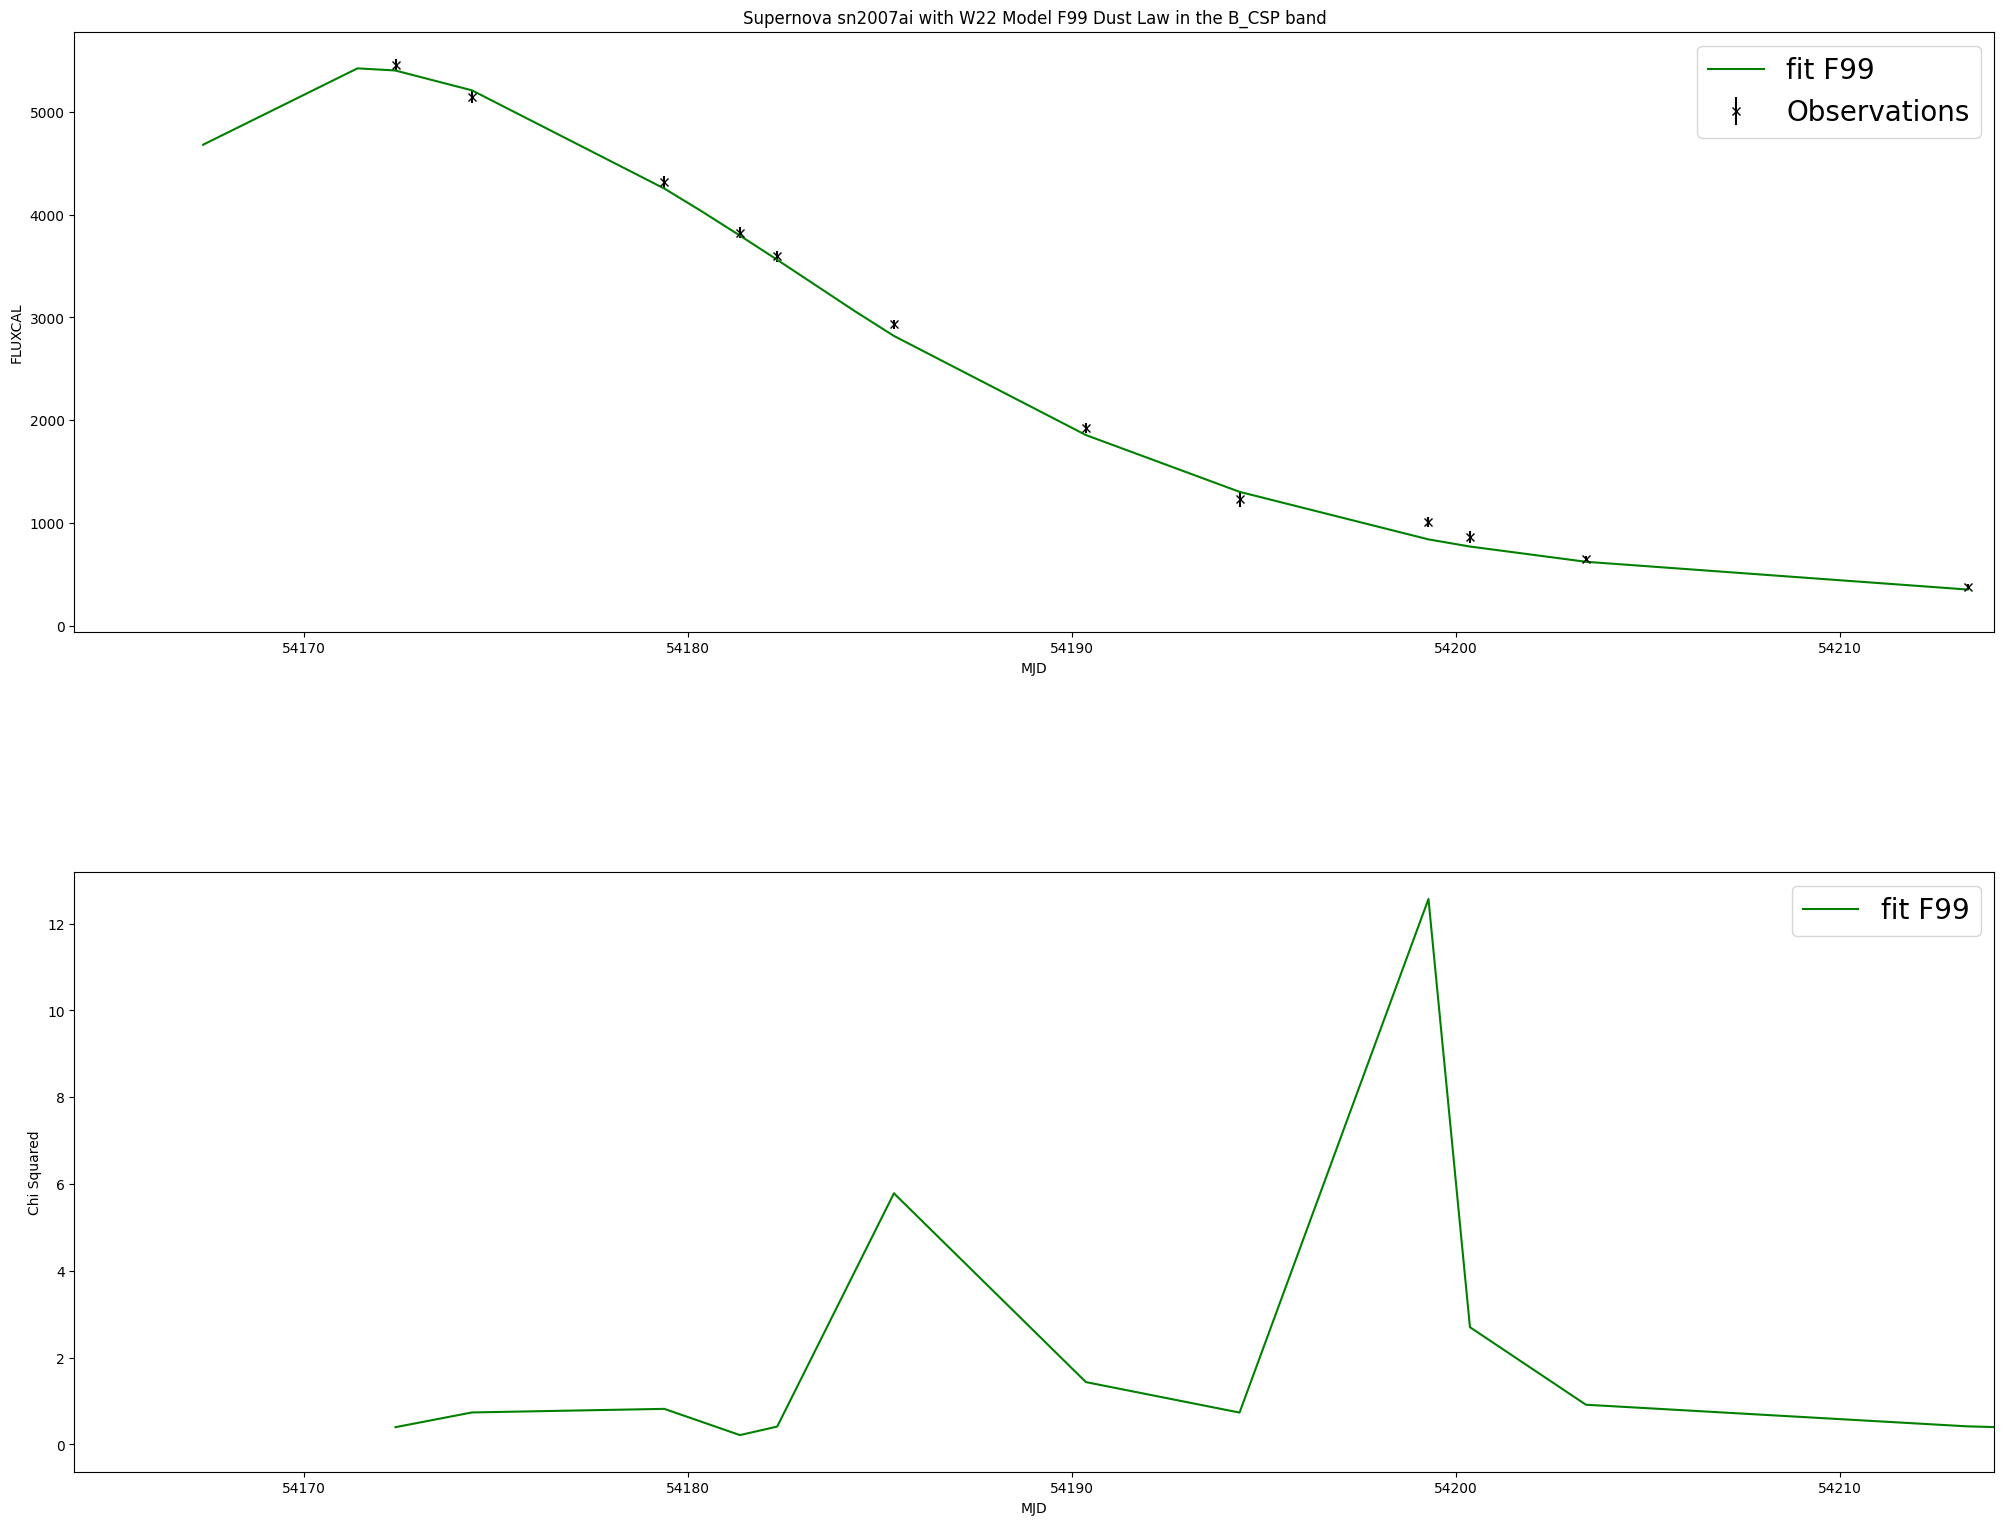 Supernova sn2007ai with W22 Model F99 Dust Law in the B_CSP band
fit F99
Observations
5000
4000
3000
2000
1000
0
FLUXCAL
54170
54180
54190
54200
54210
MJD
fit F99
12
10
8
6
4
2
0
Chi Squared
54170
54180
54190
54200
54210
MJD